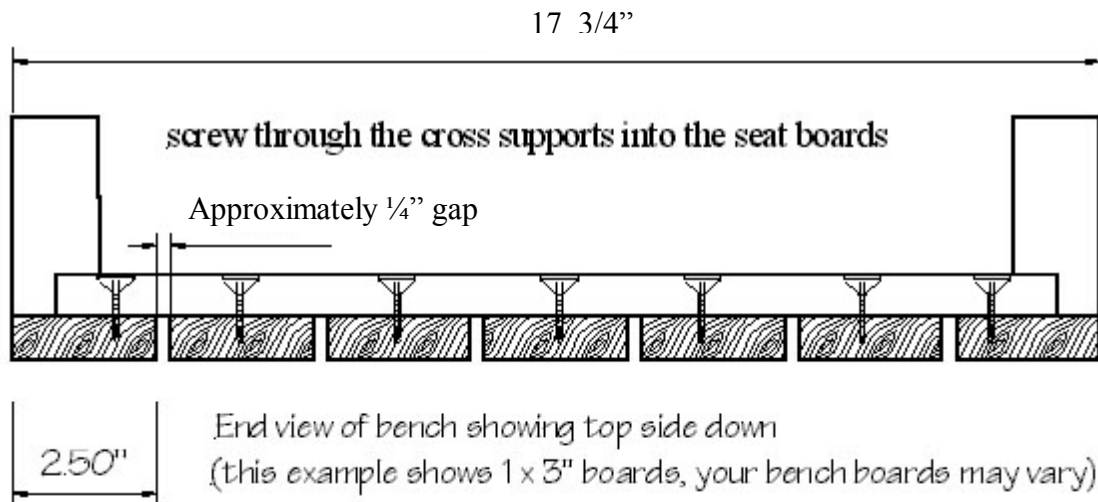 17 3/4”
screw through the cross supports into the seat boards
Approximately ¼” gap
End view of bench showing top side down
2.50"
(this example shows 1 x 3" boards, your bench boards may vary)